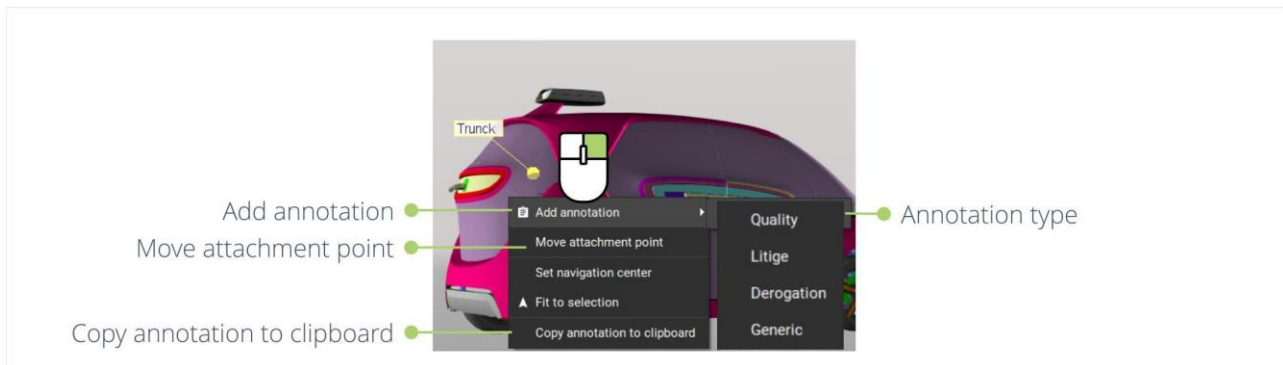 Trunck
Add annotation
Move attachment point
Copy annotation to clipboard
Add annotation
Move attachment point
Set navigation center
Fit to selection
Copy annotation to clipboard
Quality
Litige
Derogation
Generic
Annotation type